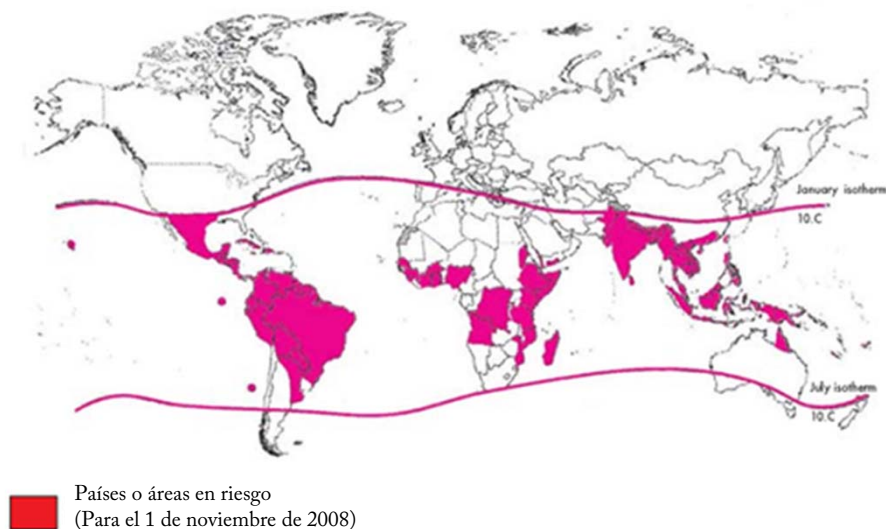 January isotherm
10.C
July isotherm
10.C
Países o áreas en riesgo
(Para el 1 de noviembre de 2008)